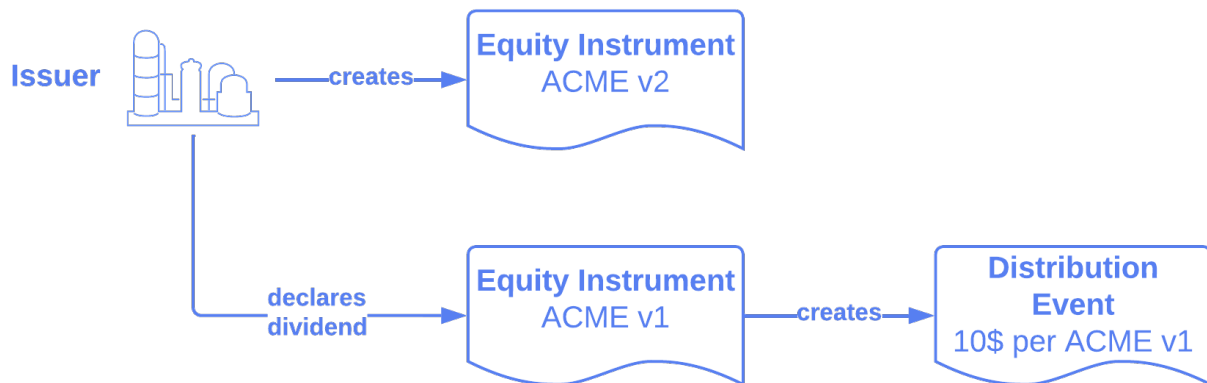 Issuer
creates
Equity Instrument
ACME v2
declares
dividend
Equity Instrument
ACME v1
creates
Distribution
Event
10$ per ACME v1